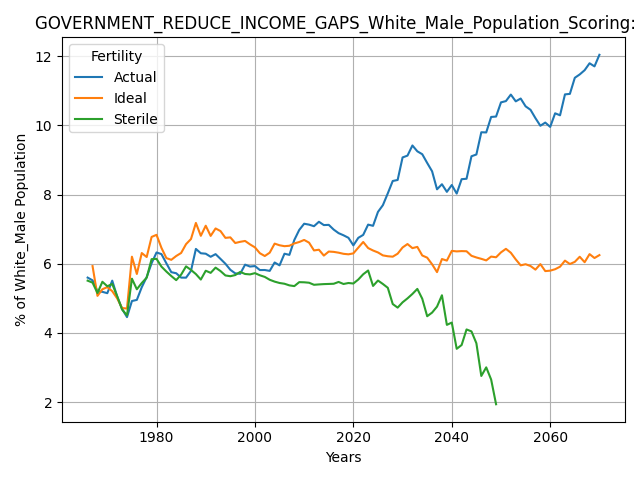 GOVERNMENT_REDUCE_INCOME_GAPS_White_Male_Population_Scoring:
Fertility
Actual
Ideal
Sterile
% of White_Male Population
12
10
8
6
4
2
1980 2000 2020 2040 2060
Years